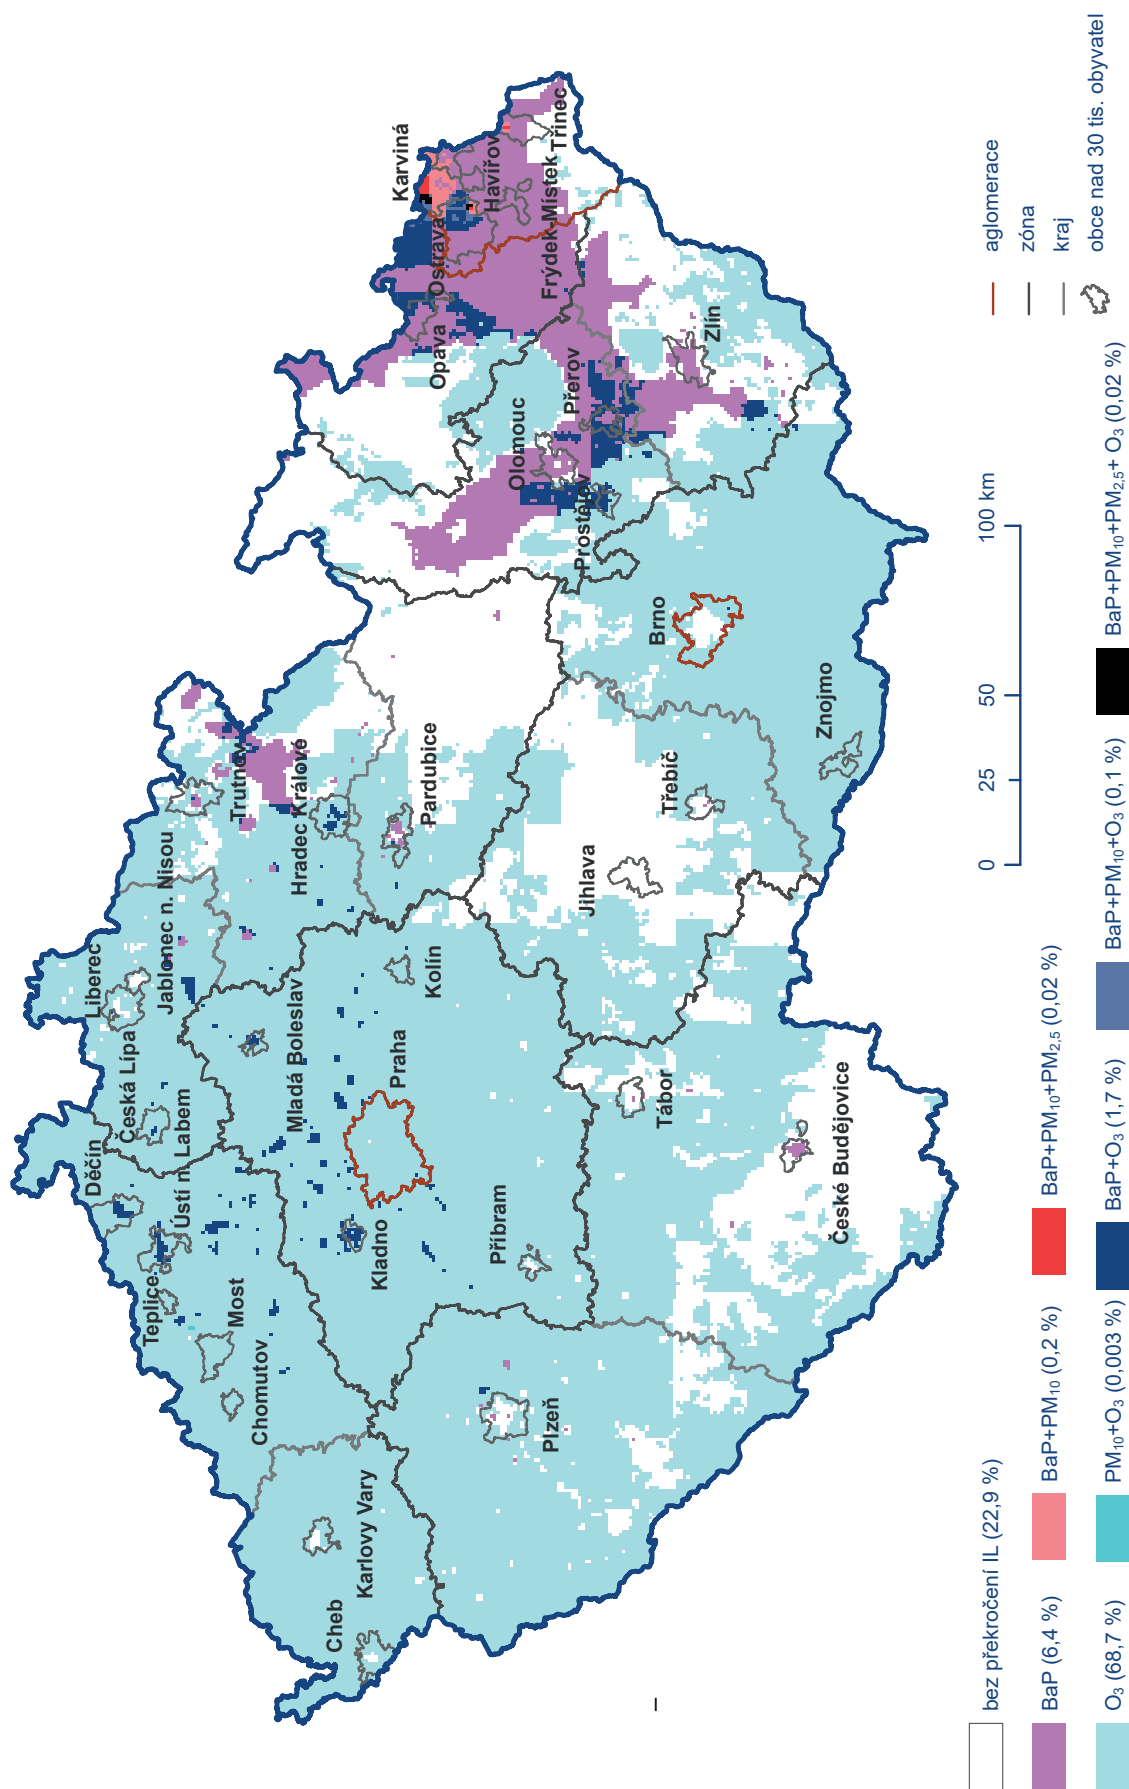 Děčín
Liberec
Česká Lípa
Jablonec n. Nisou
Teplice
Ústí n. Labem
Most
Chomutov
Trutnov
Hradec Králové
Mladá Boleslav
Cheb
Karlovy Vary
Kladno
Praha
Kolín
Pardubice
Karviná
Ostrava
Opava
Havířov
Frýdek-Místek
Třinec
Plzeň
Příbram
Olomouc
Přerov
Prostějov
Zlín
Tábor
Jihlava
Třebíč
Brno
České Budějovice
Znojmo
0 25 50 100 km
bez překročení IL (22,9 %)
BaP (6,4 %)
BaP+PM10 (0,2 %)
BaP+PM10+PM2,5 (0,02 %)
O3 (68,7 %)
PM10+O3 (0,003 %)
BaP+O3 (1,7 %)
BaP+PM10+O3 (0,1 %)
BaP+PM10+PM2,5+ O3 (0,02 %)
aglomerace
zóna
kraj
obce nad 30 tis. obyvatel